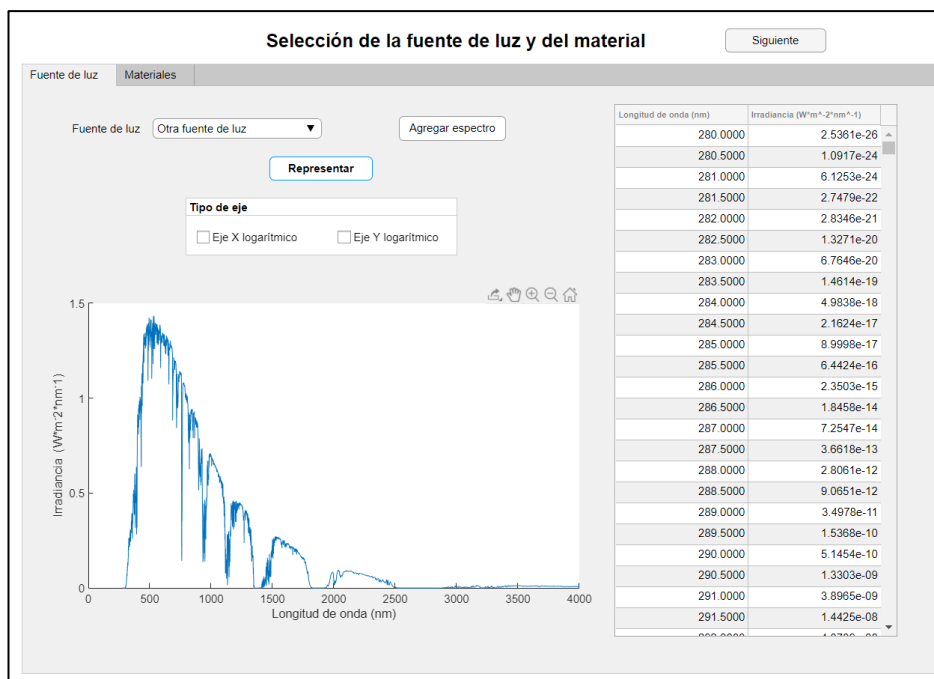 Selección de la fuente de luz y del material
Siguiente
Fuente de luz
Materiales
Fuente de luz
Otra fuente de luz
Agregar espectro
Representar
Tipo de eje
Eje X logarítmico
Eje Y logarítmico
1.5
1
0.5
0
Irradiancia (W*m-2*nm-1)
0 500 1000 1500 2000 2500 3000 3500 4000
Longitud de onda (nm)
Longitud de onda (nm) Irradiancia (W*m^-2*nm^-1)
280.0000 2.5361e-26
280.5000 1.0917e-24
281.0000 6.1253e-24
281.5000 2.7479e-22
282.0000 2.8346e-21
282.5000 1.3271e-20
283.0000 6.7646e-20
283.5000 1.4614e-19
284.0000 4.9838e-18
284.5000 2.1624e-17
285.0000 8.9998e-17
285.5000 6.4424e-16
286.0000 2.3503e-15
286.5000 1.8458e-14
287.0000 7.2547e-14
287.5000 3.6618e-13
288.0000 2.8061e-12
288.5000 9.0651e-12
289.0000 3.4978e-11
289.5000 1.5368e-10
290.0000 5.1454e-10
290.5000 1.3303e-09
291.0000 3.8965e-09
291.5000 1.4425e-08